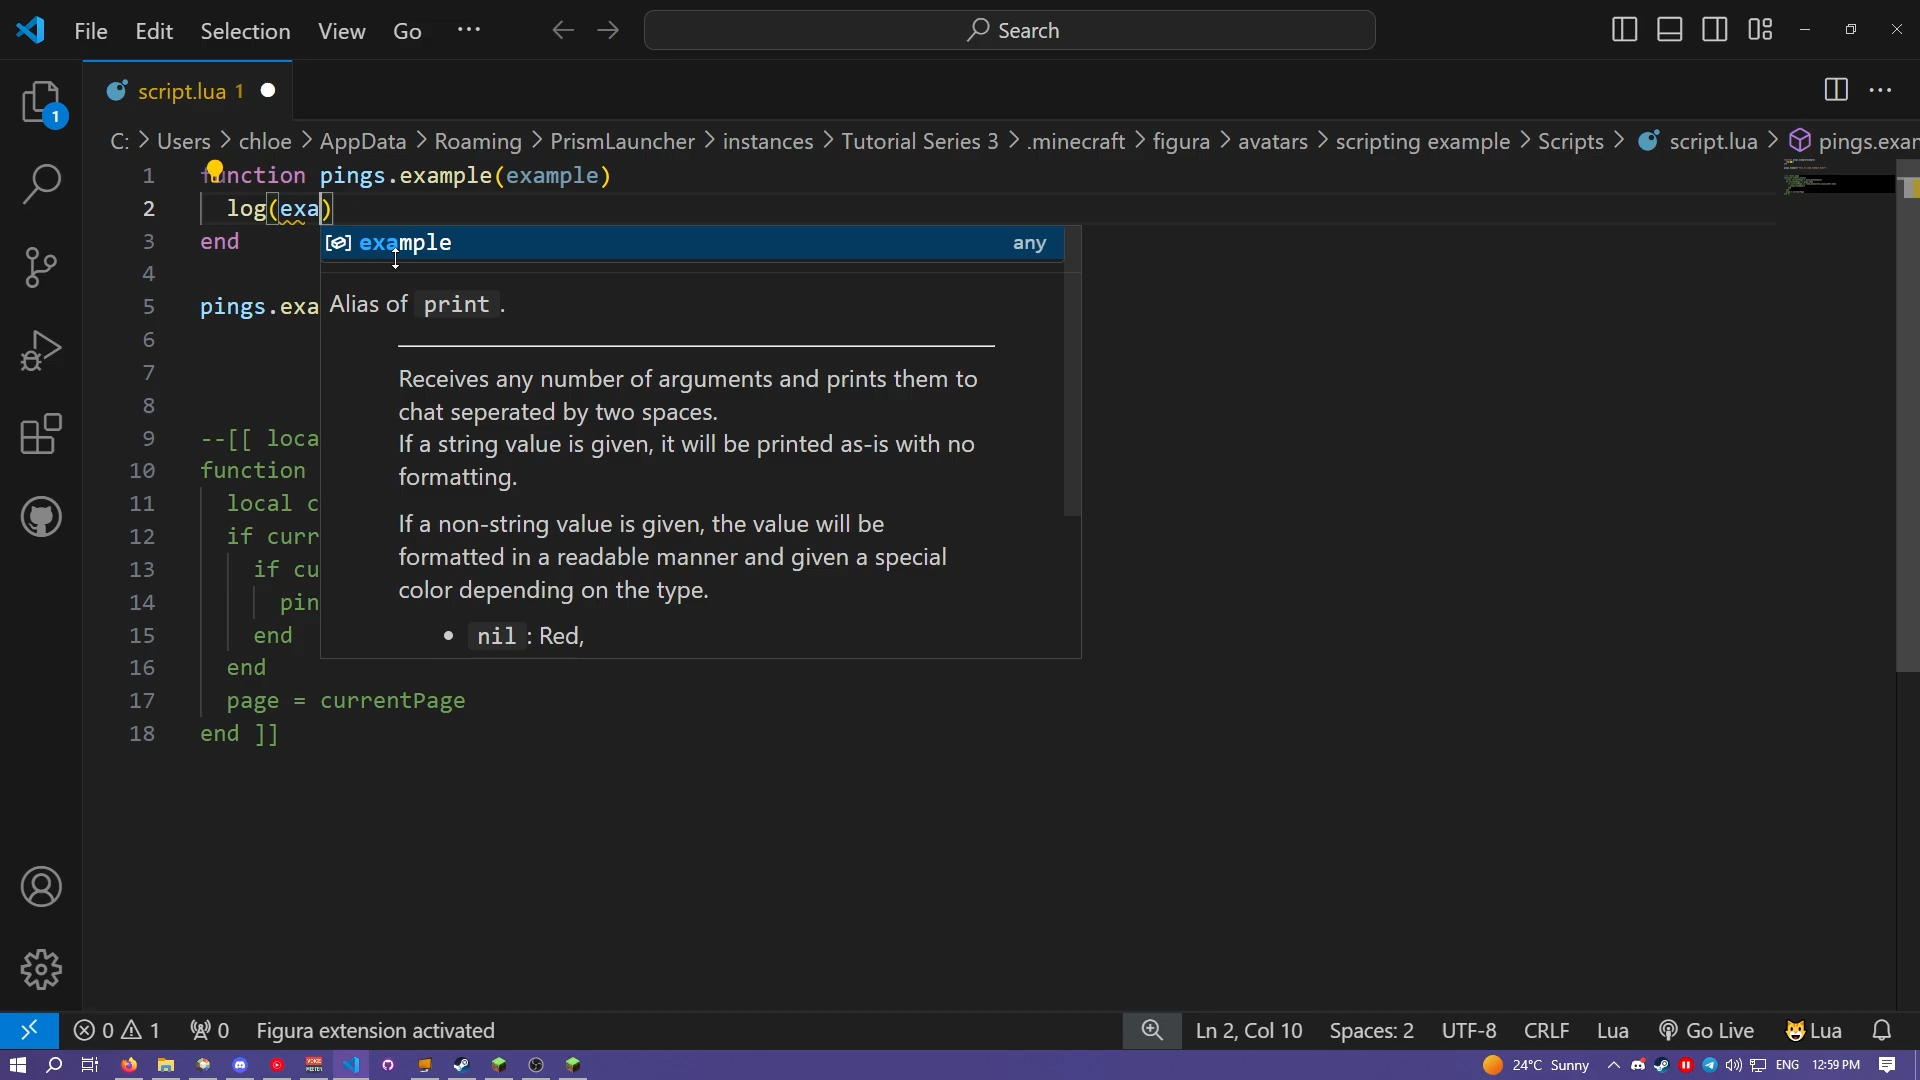 File Edit Selection View Go ··· Search
script.lua 1
C: > Users > chloe > AppData > Roaming > PrismLauncher > instances > Tutorial Series 3 > .minecraft > figura > avatars > scripting example > Scripts > script.lua > pings.exar
1 function pings.example(example)
2 log(exa)
3 end
example any
4
Alias of print.
5 pings.exa
6
7
Receives any number of arguments and prints them to
8
chat seperated by two spaces.
9 --[[ loca
If a string value is given, it will be printed as-is with no
10 function
formatting.
11 local c
If a non-string value is given, the value will be
12 if curr
formatted in a readable manner and given a special
13 if cu
color depending on the type.
14 pin
15 end
• nil : Red,
16 end
17 page = currentPage
18 end ]]
1
0 1 0 Figura extension activated Ln 2, Col 10 Spaces: 2 UTF-8 CRLF Lua Go Live Lua
24°C Sunny ENG 12:59 PM